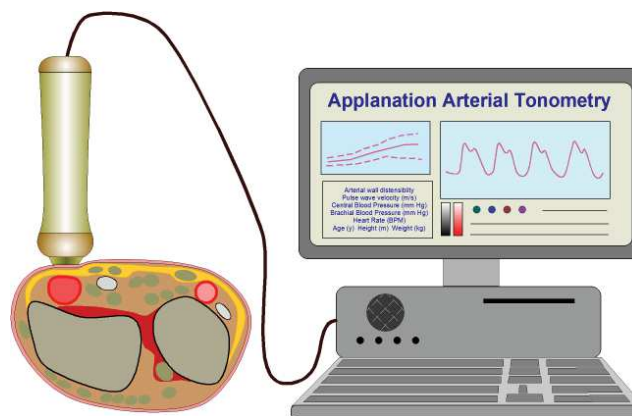 Applanation Arterial Tonometry
Arterial wall distensibility
Pulse wave velocity (m/s)
Central Blood Pressure (mm Hg)
Brachial Blood Pressure (mm Hg)
Heart Rate (BPM)
Age (y) Height (m) Weight (kg)